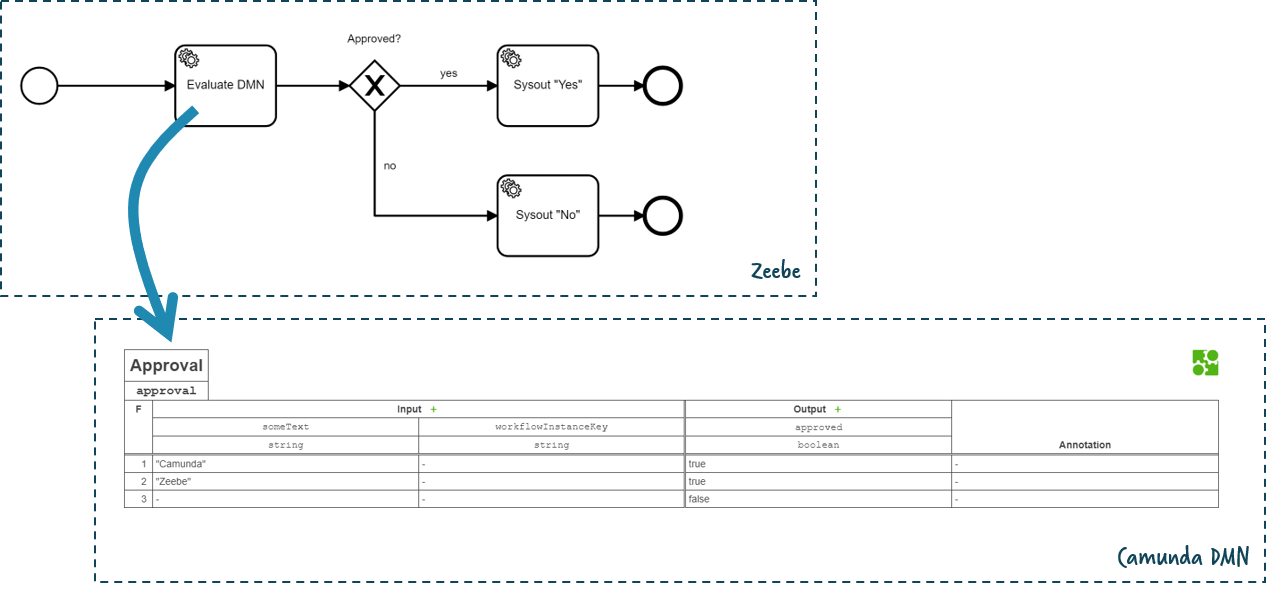 Approved?
Evaluate DMN
yes
Sysout "Yes"
no
Sysout "No"
Zeebe
Approval
approval
F Input + Output + Annotation
someText workflowInstanceKey approved
string string boolean
1 "Camunda" - true -
2 "Zeebe" - true -
3 - - false -
Camunda DMN